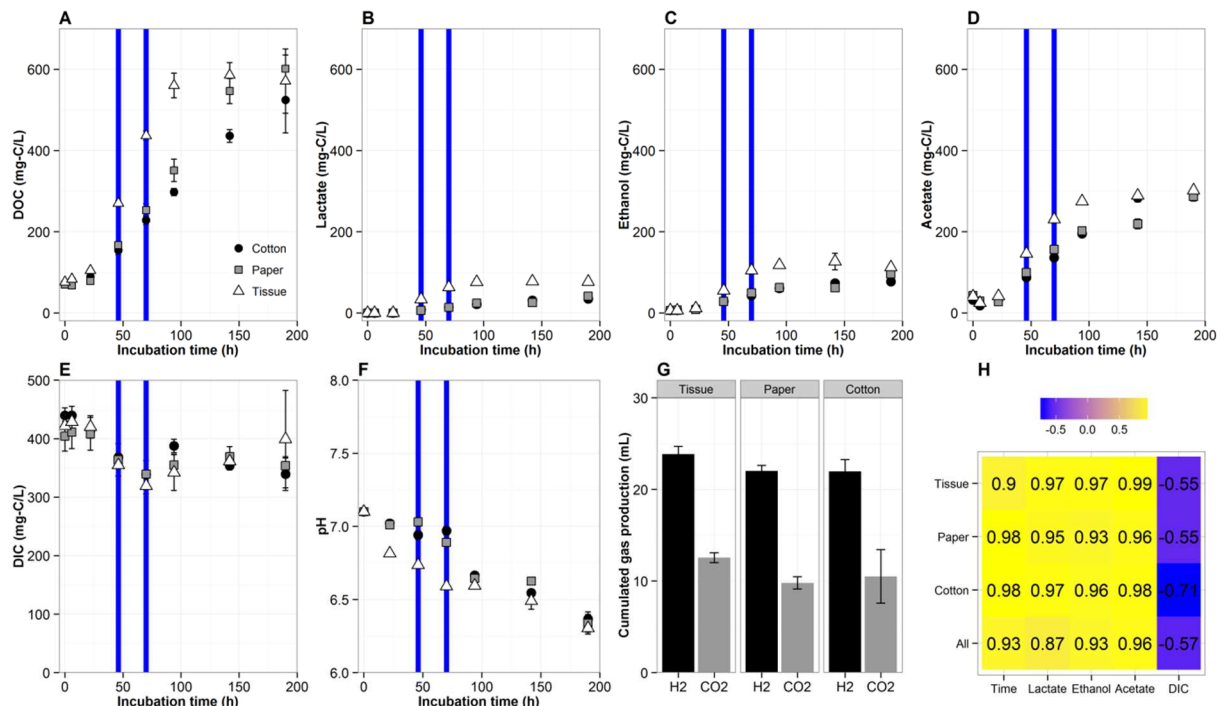 A
B
C
D
600
400
200
0
DOC (mg-C/L)
Cotton
Paper
Tissue
0 50 100 150 200
Incubation time (h)
600
400
200
0
Lactate (mg-C/L)
0 50 100 150 200
Incubation time (h)
600
400
200
0
Ethanol (mg-C/L)
0 50 100 150 200
Incubation time (h)
600
400
200
0
Acetate (mg-C/L)
0 50 100 150 200
Incubation time (h)
E
F
G
H
500
400
300
200
100
0
DIC (mg-C/L)
0 50 100 150 200
Incubation time (h)
8.0
7.5
7.0
6.5
6.0
pH
0 50 100 150 200
Incubation time (h)
Tissue Paper Cotton
30
20
10
0
Cumulated gas production (mL)
H2 CO2 H2 CO2 H2 CO2
-0.5 0.0 0.5
Tissue 0.9 0.97 0.97 0.99 -0.55
Paper 0.98 0.95 0.93 0.96 -0.55
Cotton 0.98 0.97 0.96 0.98 -0.71
All 0.93 0.87 0.93 0.96 -0.57
Time Lactate Ethanol Acetate DIC